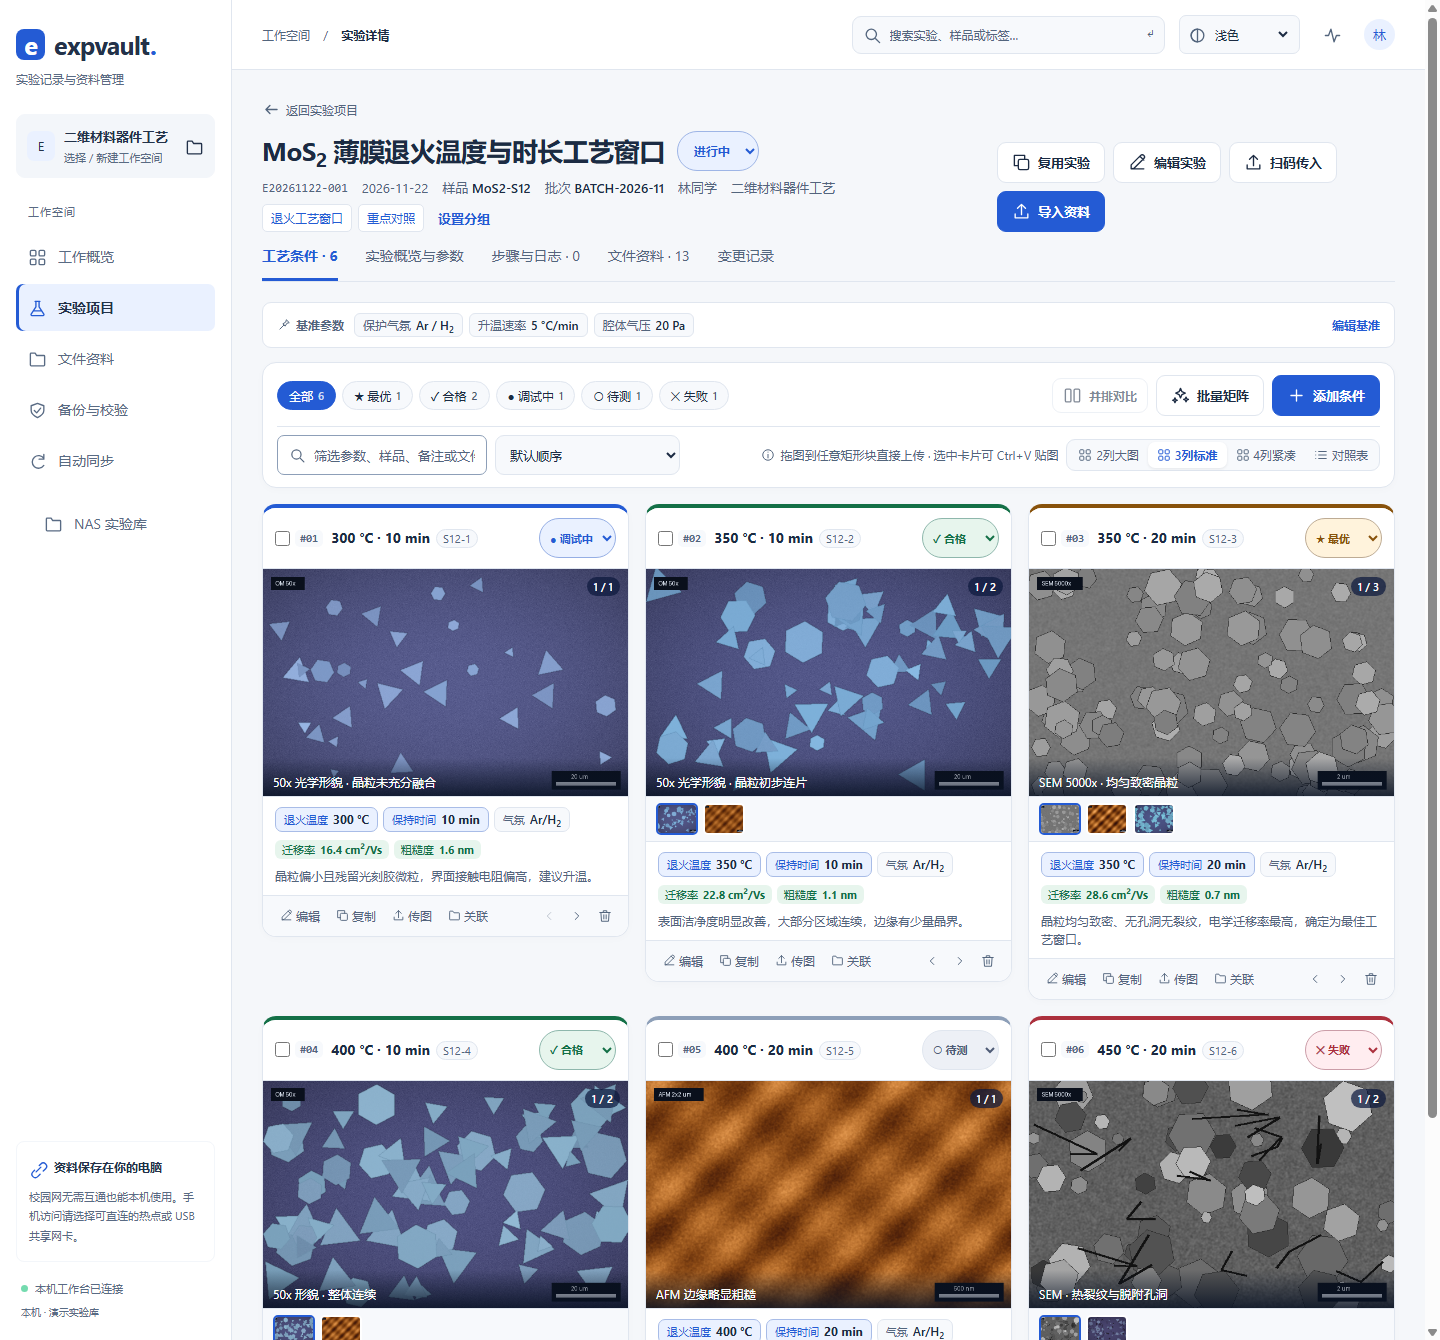 e expvault.
实验记录与资料管理
E 二维材料器件工艺
选择 / 新建工作空间
工作空间
工作概览
实验项目
文件资料
备份与校验
自动同步
NAS 实验库
资料保存在你的电脑
校园网无需互通也能本机使用。手
机访问请选择可直连的热点或 USB
共享网卡。
本机工作台已连接
本机 · 演示实验库
工作空间 / 实验详情
搜索实验、样品或标签...
浅色
林
返回实验项目
MoS₂ 薄膜退火温度与时长工艺窗口 进行中
E20261122-001 2026-11-22 样品 MoS2-S12 批次 BATCH-2026-11 林同学 二维材料器件工艺
退火工艺窗口 重点对照 设置分组
复用实验 编辑实验 扫码传入
导入资料
工艺条件 · 6 实验概览与参数 步骤与日志 · 0 文件资料 · 13 变更记录
基准参数 保护气氛 Ar / H₂ 升温速率 5 °C/min 腔体气压 20 Pa 编辑基准
全部 6 ★ 最优 1 ✓ 合格 2 ● 调试中 1 ○ 待测 1 ✕ 失败 1
并排对比 批量矩阵 添加条件
筛选参数、样品、备注或文件 默认顺序
拖图到任意矩形块直接上传 · 选中卡片可 Ctrl+V 贴图
2列大图 3列标准 4列紧凑 对照表
#01 300 °C · 10 min S12-1 ● 调试中
OM 50x 1 / 1
50x 光学形貌 · 晶粒未充分融合 20 um
退火温度 300 °C 保持时间 10 min 气氛 Ar/H₂
迁移率 16.4 cm²/Vs 粗糙度 1.6 nm
晶粒偏小且残留光刻胶微粒，界面接触电阻偏高，建议升温。
编辑 复制 传图 关联
#02 350 °C · 10 min S12-2 ✓ 合格
OM 50x 1 / 2
50x 光学形貌 · 晶粒初步连片 20 um
退火温度 350 °C 保持时间 10 min 气氛 Ar/H₂
迁移率 22.8 cm²/Vs 粗糙度 1.1 nm
表面洁净度明显改善，大部分区域连续，边缘有少量晶界。
编辑 复制 传图 关联
#03 350 °C · 20 min S12-3 ★ 最优
SEM 5000x 1 / 3
SEM 5000x · 均匀致密晶粒 2 um
退火温度 350 °C 保持时间 20 min 气氛 Ar/H₂
迁移率 28.6 cm²/Vs 粗糙度 0.7 nm
晶粒均匀致密、无孔洞无裂纹，电学迁移率最高，确定为最佳工
艺窗口。
编辑 复制 传图 关联
#04 400 °C · 10 min S12-4 ✓ 合格
OM 50x 1 / 2
50x 形貌 · 整体连续 20 um
#05 400 °C · 20 min S12-5 ○ 待测
AFM 2x2 um 1 / 1
AFM 边缘略显粗糙 500 nm
退火温度 400 °C 保持时间 20 min 气氛 Ar/H₂
#06 450 °C · 20 min S12-6 ✕ 失败
SEM 5000x 1 / 2
SEM · 热裂纹与脱附孔洞 2 um